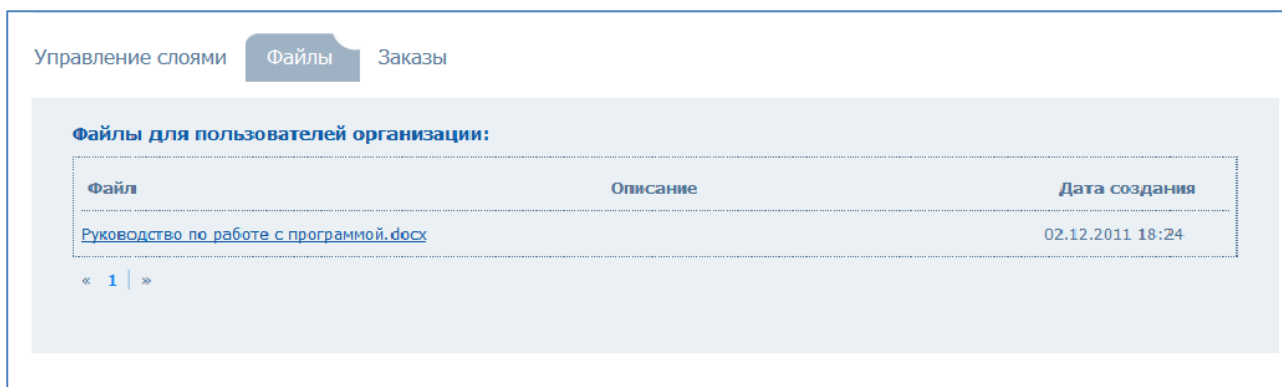 Управление слоями Файлы Заказы
Файлы для пользователей организации:
Файл Описание Дата создания
Руководство по работе с программой.docx 02.12.2011 18:24
« 1 »